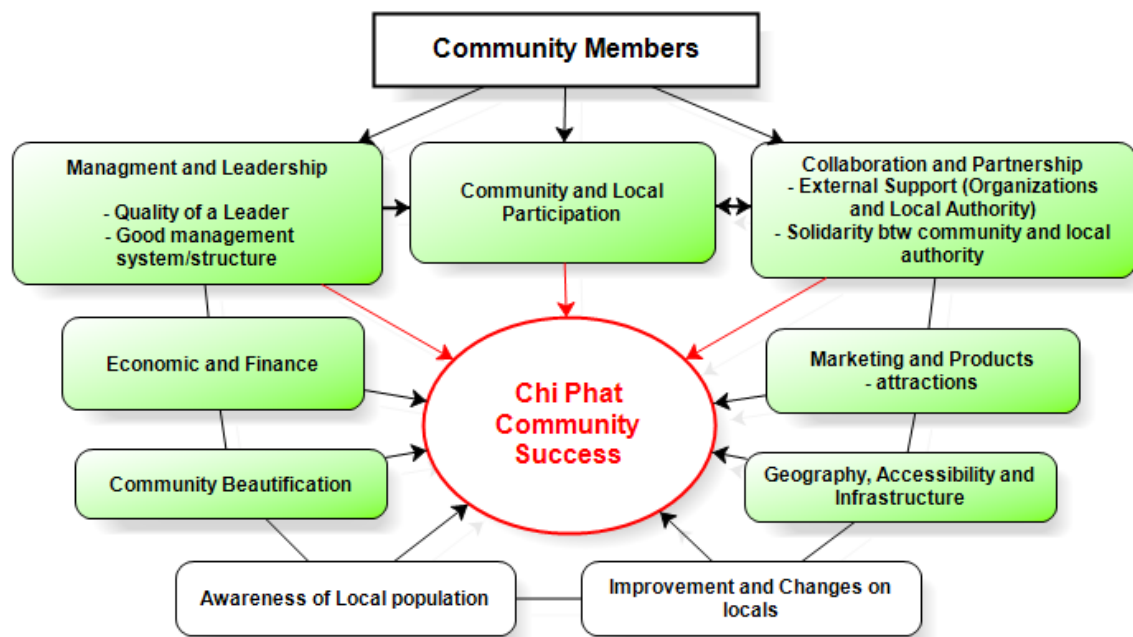 Community Members
Managment and Leadership
- Quality of a Leader
- Good management
system/structure
Community and Local
Participation
Collaboration and Partnership
- External Support (Organizations
and Local Authority)
- Solidarity btw community and local
authority
Economic and Finance
Chi Phat
Community
Success
Marketing and Products
- attractions
Community Beautification
Geography, Accessibility and
Infrastructure
Awareness of Local population
Improvement and Changes on
locals